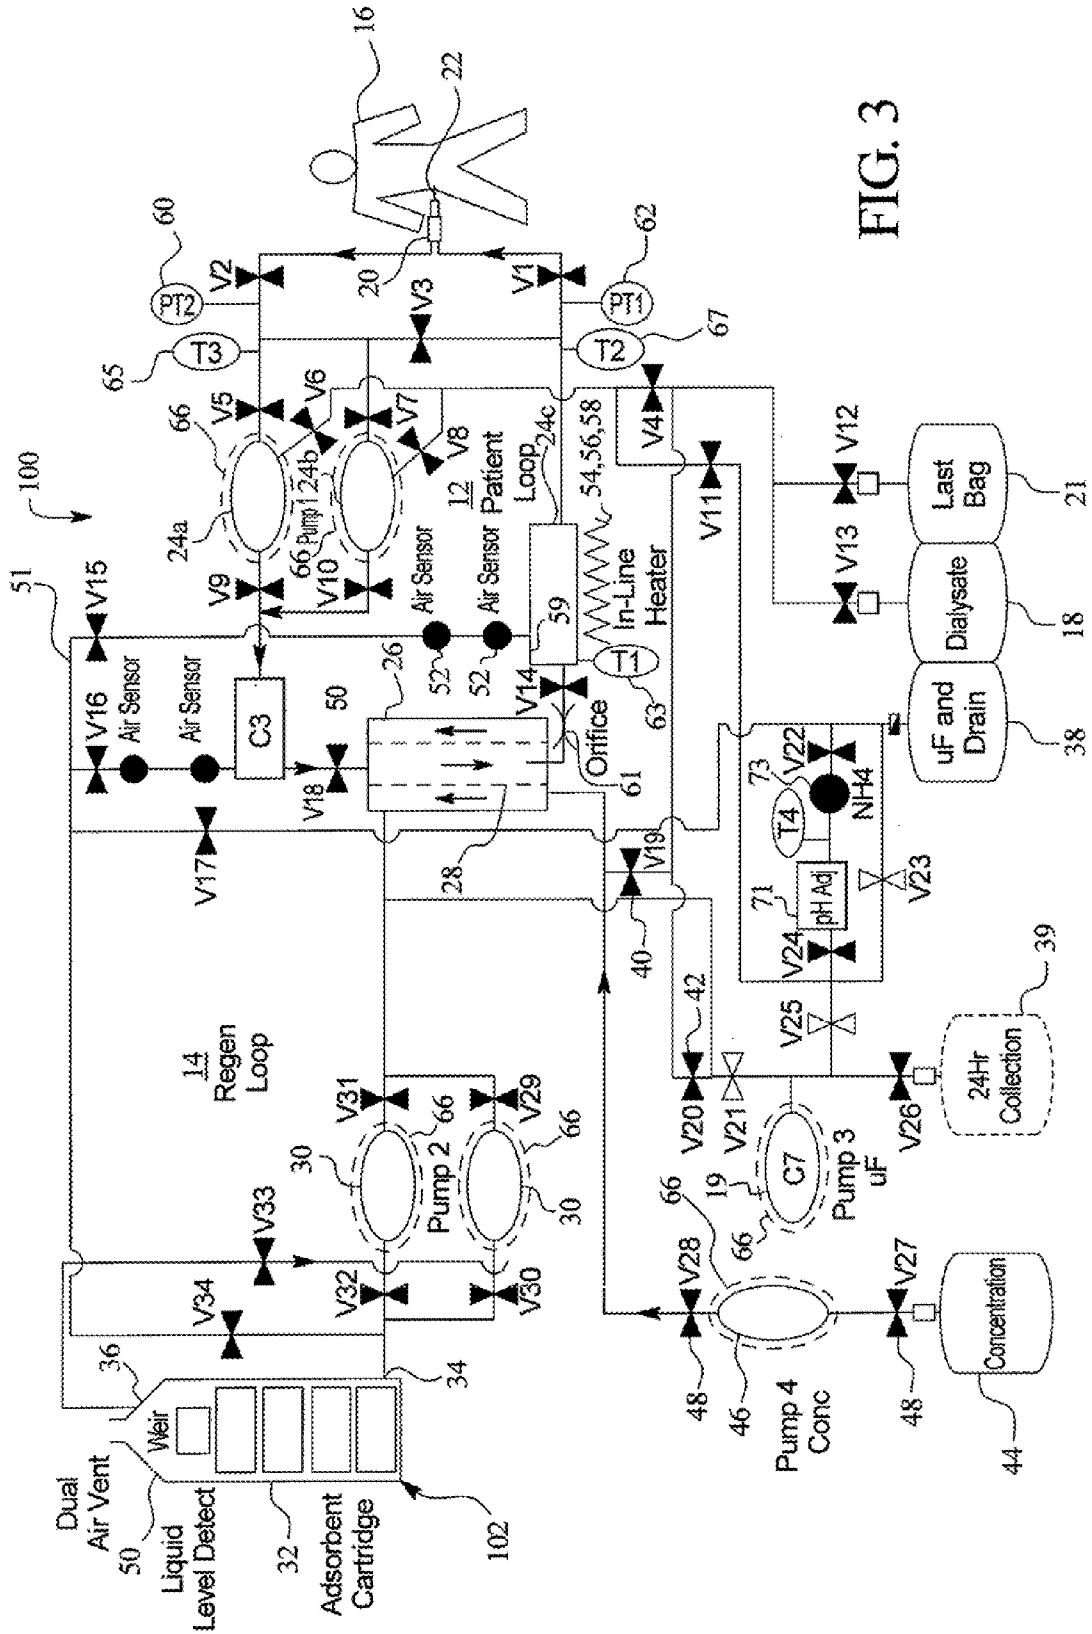 Dual
Air Vent
50
Liquid
Level Detect
32
Adsorbent
Cartridge
102
Weir
36
34
V34
V33
V32
V30
30
30
Pump 2
66
66
V31
V29
14
Regen
Loop
51
100
V17
V16
V15
Air Sensor
Air Sensor
C3
V18
50
26
28
V9
V10
24a
66
Pump 1
24b
66
V5
V6
V7
V8
65
T3
60
PT2
V2
V3
V1
20
22
16
PT1
62
T2
67
12
Patient
Loop
24c
Air Sensor
Air Sensor
52
52
59
V14
Orifice
61
T1
63
In-Line
Heater
54,56,58
V19
40
V4
V11
V12
V13
Last
Bag
21
Dialysate
18
uF and
Drain
38
V22
73
NH4
T4
71
pH Adj
V23
V24
V25
42
V20
V21
V26
24Hr
Collection
39
19
C7
66
Pump 3
uF
66
V28
48
46
Pump 4
Conc
V27
48
Concentration
44
FIG. 3